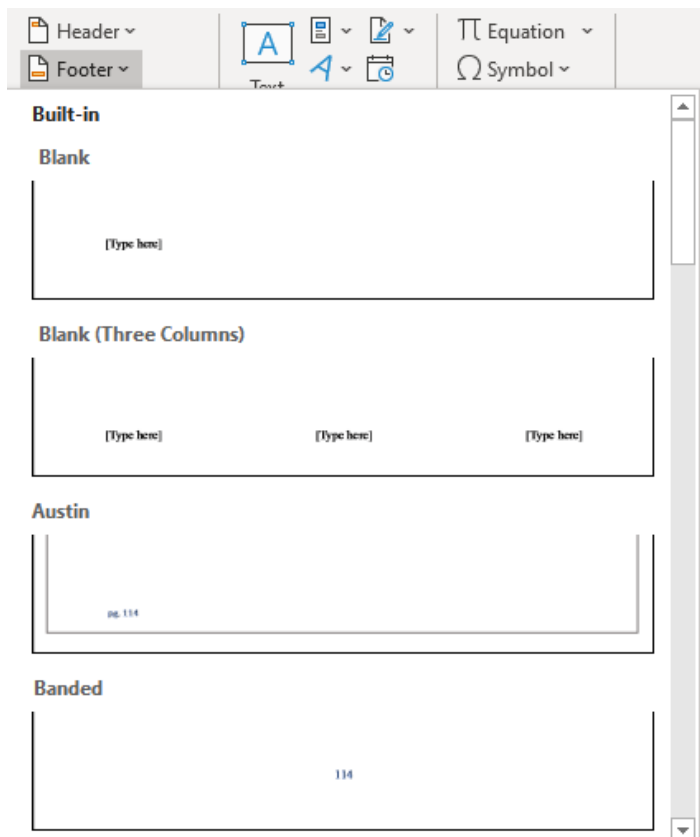 Header
Equation
Footer
Symbol
Built-in
Blank
[Type here]
Blank (Three Columns)
[Type here] [Type here] [Type here]
Austin
pg. 114
Banded
114